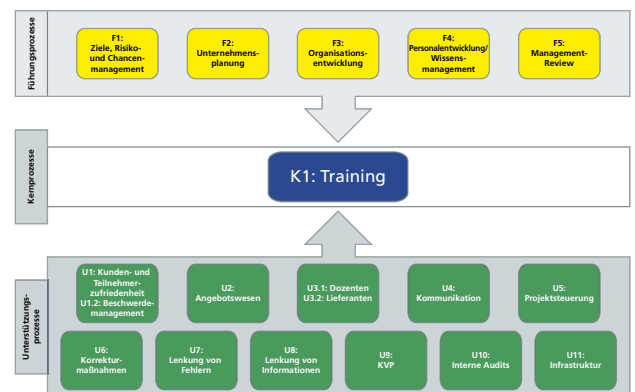 Führungsprozesse
F1:
Ziele, Risiko-
und Chancen-
management
F2:
Unternehmens-
planung
F3:
Organisations-
entwicklung
F4:
Personalentwicklung/
Wissens-
management
F5:
Management-
Review
Kernprozesse
K1: Training
Unterstützungs-
prozesse
U1: Kunden- und
Teilnehmer-
zufriedenheit
U1.2: Beschwerde-
management
U2:
Angebotswesen
U3.1: Dozenten
U3.2: Lieferanten
U4:
Kommunikation
U5:
Projektsteuerung
U6:
Korrektur-
maßnahmen
U7:
Lenkung von
Fehlern
U8:
Lenkung von
Informationen
U9:
KVP
U10:
Interne Audits
U11:
Infrastruktur